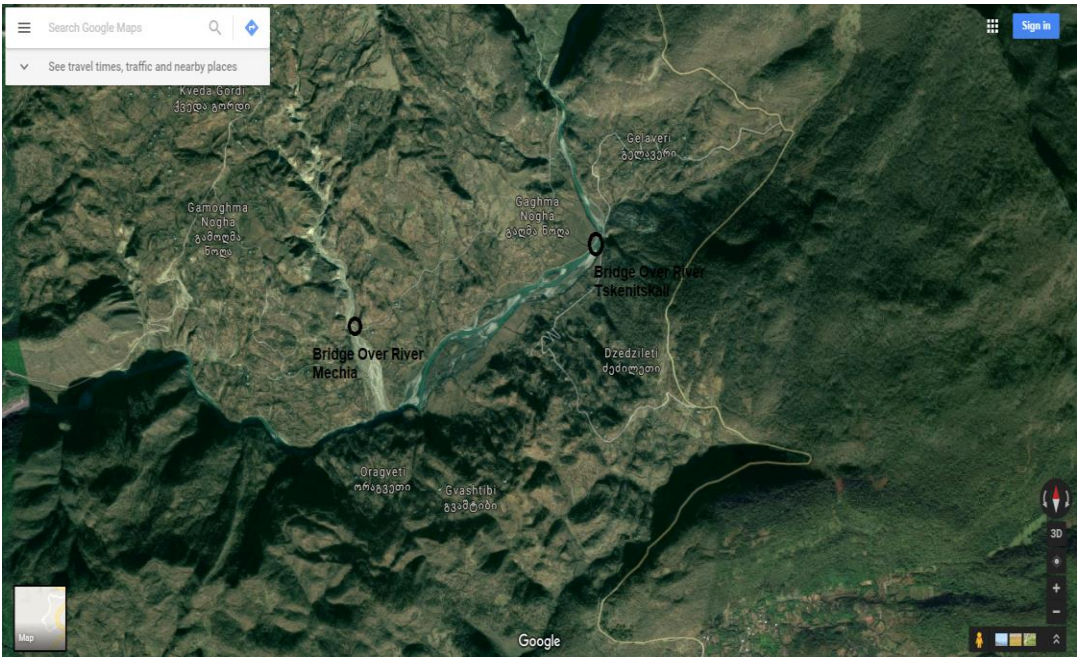 Search Google Maps
Sign in
See travel times, traffic and nearby places
Kveda Gordi
ქვედა გორდი
Gelaveri
გელავერი
Gamoghma
Nogha
გამოღმა
ნოღა
Gaghma
Nogha
გაღმა ნოღა
Bridge Over River
Tskenitskali
Bridge Over River
Mechia
Dzedzileti
ძეძილეთი
Oragveti
ორაგვეთი
Gvashtibi
გვაშტიბი
3D
Map
Google